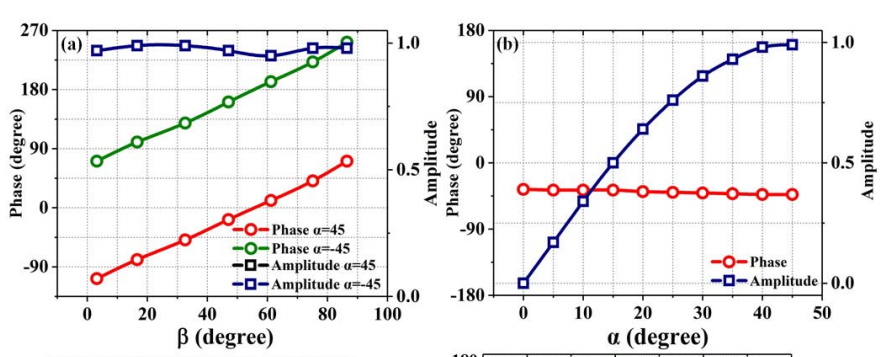 (a)
270
180
90
0
-90
Phase (degree)
1.0
0.5
0.0
Amplitude
Phase α=45
Phase α=-45
Amplitude α=45
Amplitude α=-45
0 20 40 60 80 100
β (degree)
(b)
180
90
0
-90
-180
Phase (degree)
1.0
0.5
0.0
Amplitude
Phase
Amplitude
0 10 20 30 40 50
α (degree)
180